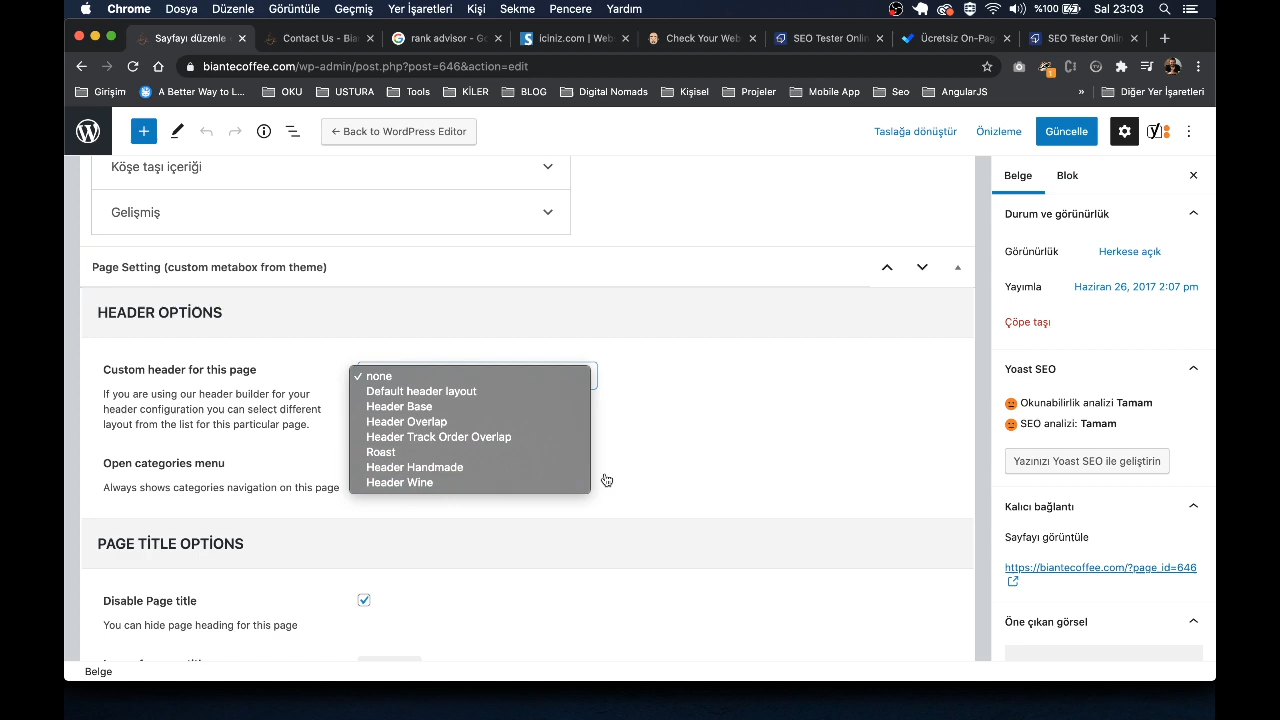 Chrome Dosya Düzenle Görüntüle Geçmiş Yer İşaretleri Kişi Sekme Pencere Yardım %100 Sal 23:03
Sayfayı düzenle Contact Us - Bia rank advisor - Go iciniz.com | Web Check Your Web SEO Tester Onlin Ücretsiz On-Pag SEO Tester Onlin
biantecoffee.com/wp-admin/post.php?post=646&action=edit
Girişim A Better Way to L... OKU USTURA Tools KİLER BLOG Digital Nomads Kişisel Projeler Mobile App Seo AngularJS » Diğer Yer İşaretleri
← Back to WordPress Editor Taslağa dönüştür Önizleme Güncelle
Köşe taşı içeriği
Gelişmiş
Page Setting (custom metabox from theme)
HEADER OPTİONS
Custom header for this page
If you are using our header builder for your
header configuration you can select different
layout from the list for this particular page.
✓ none
Default header layout
Header Base
Header Overlap
Header Track Order Overlap
Roast
Header Handmade
Header Wine
Open categories menu
Always shows categories navigation on this page
PAGE TİTLE OPTİONS
Disable Page title
You can hide page heading for this page
Belge
Belge Blok
Durum ve görünürlük
Görünürlük Herkese açık
Yayımla Haziran 26, 2017 2:07 pm
Çöpe taşı
Yoast SEO
Okunabilirlik analizi Tamam
SEO analizi: Tamam
Yazınızı Yoast SEO ile geliştirin
Kalıcı bağlantı
Sayfayı görüntüle
https://biantecoffee.com/?page_id=646
Öne çıkan görsel